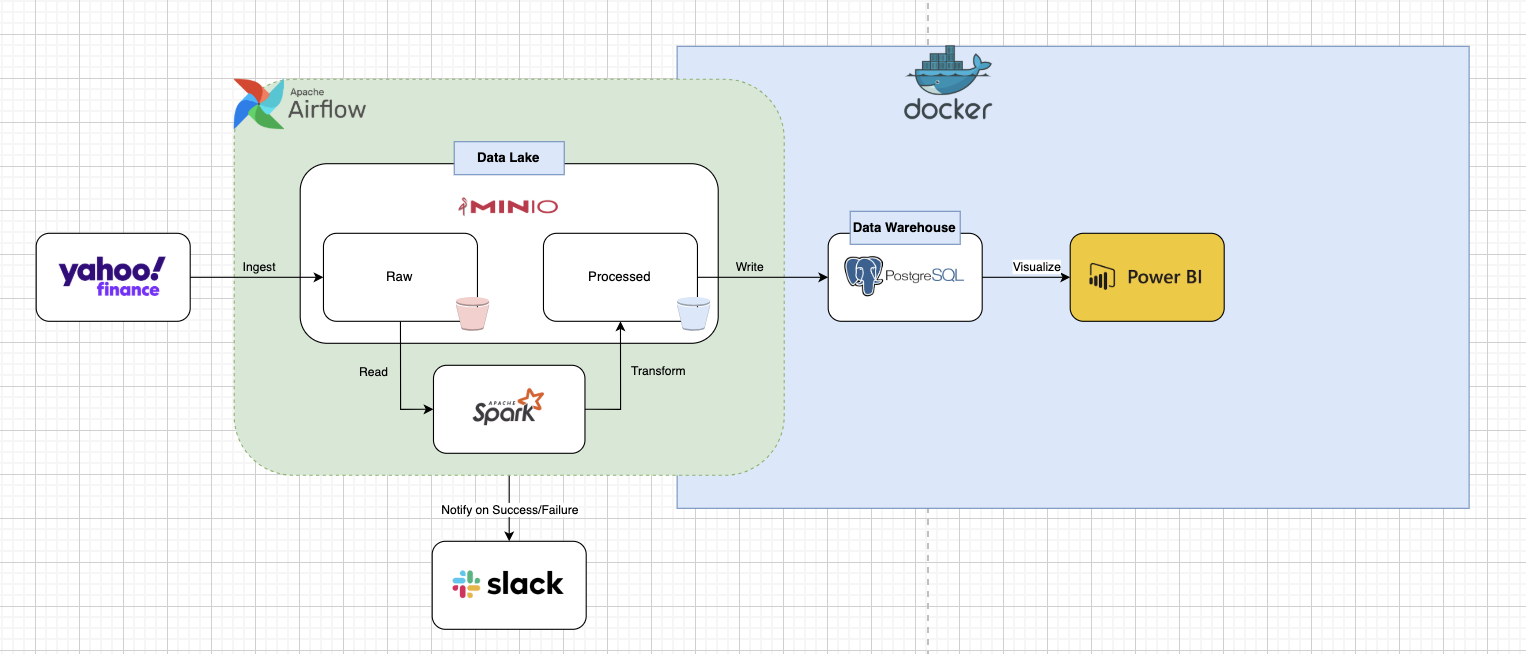 docker
Apache
Airflow
Data Lake
MINIO
yahoo!
finance
Ingest
Raw
Processed
Write
Data Warehouse
PostgreSQL
Visualize
Power BI
Read
Transform
APACHE
Spark
Notify on Success/Failure
slack